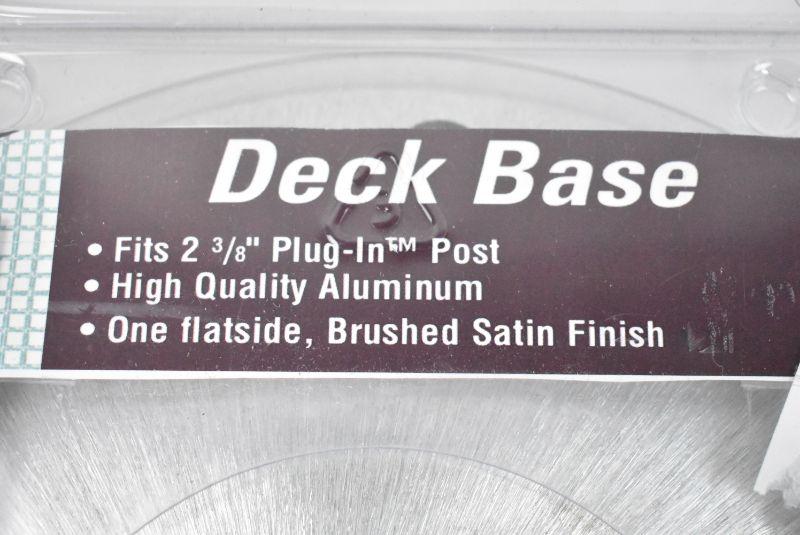 Deck Base
• Fits 2 3/8" Plug-In™ Post
• High Quality Aluminum
• One flatside, Brushed Satin Finish